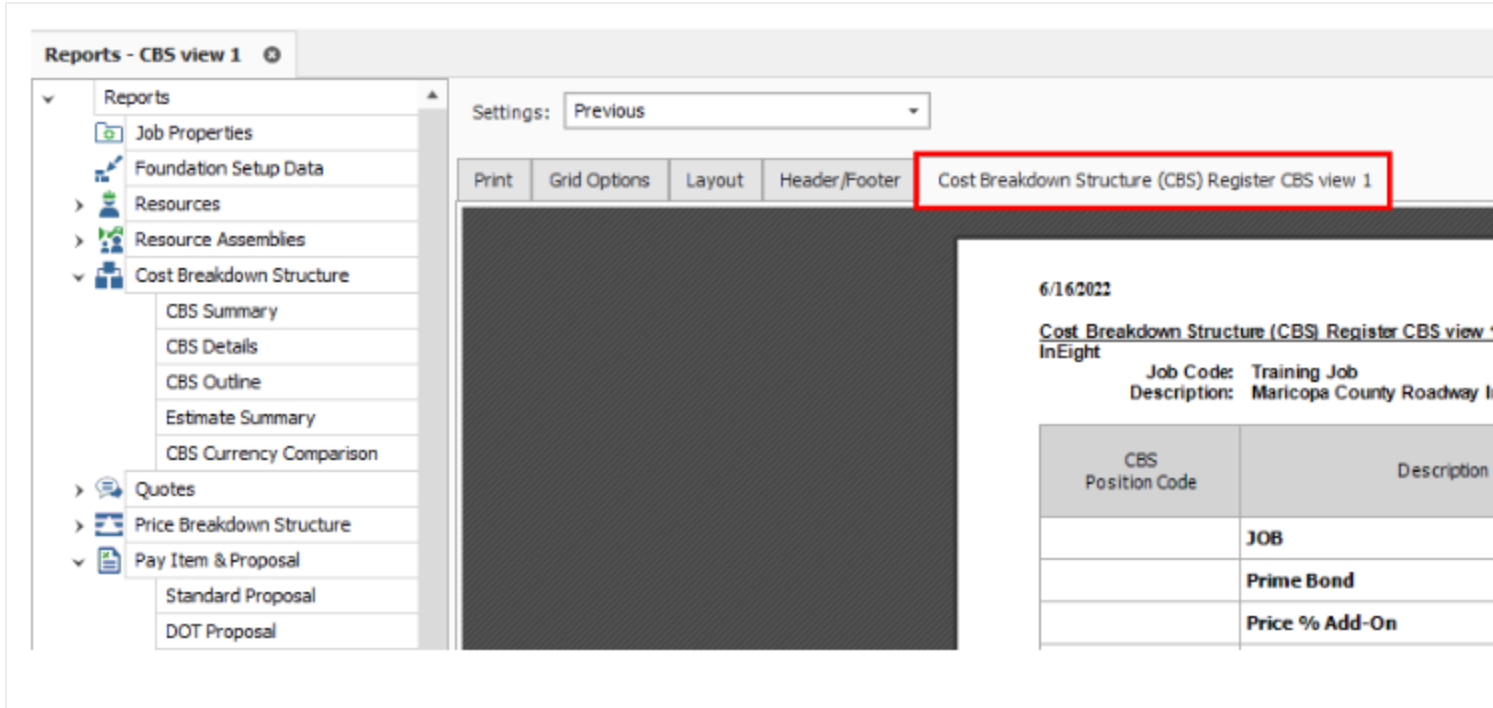 Reports - CBS view 1
Reports
Job Properties
Foundation Setup Data
Resources
Resource Assemblies
Cost Breakdown Structure
CBS Summary
CBS Details
CBS Outline
Estimate Summary
CBS Currency Comparison
Quotes
Price Breakdown Structure
Pay Item & Proposal
Standard Proposal
DOT Proposal
Settings: Previous
Print Grid Options Layout Header/Footer Cost Breakdown Structure (CBS) Register CBS view 1
6/16/2022
Cost Breakdown Structure (CBS) Register CBS view
InEight
Job Code: Training Job
Description: Maricopa County Roadway
CBS
Position Code
Description
JOB
Prime Bond
Price % Add-On